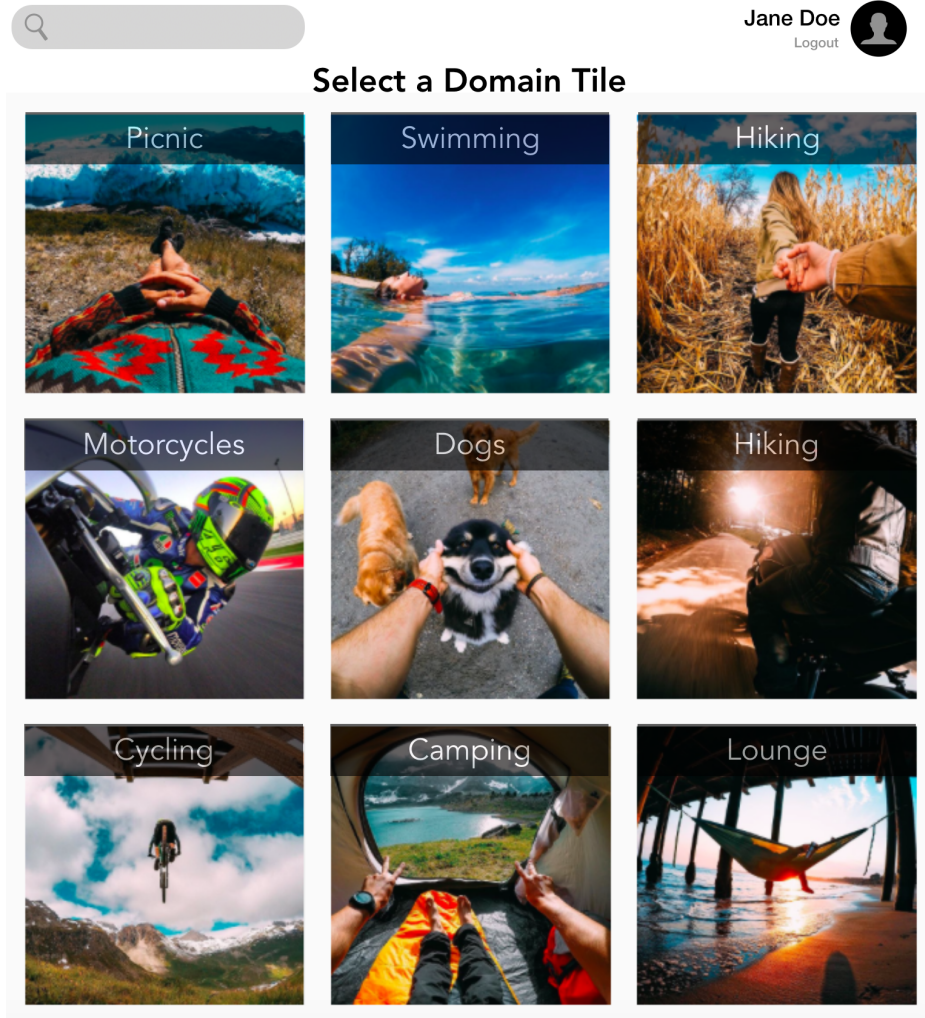 Jane Doe
Logout
Select a Domain Tile
Picnic
Swimming
Hiking
Motorcycles
Dogs
Hiking
Cycling
Camping
Lounge